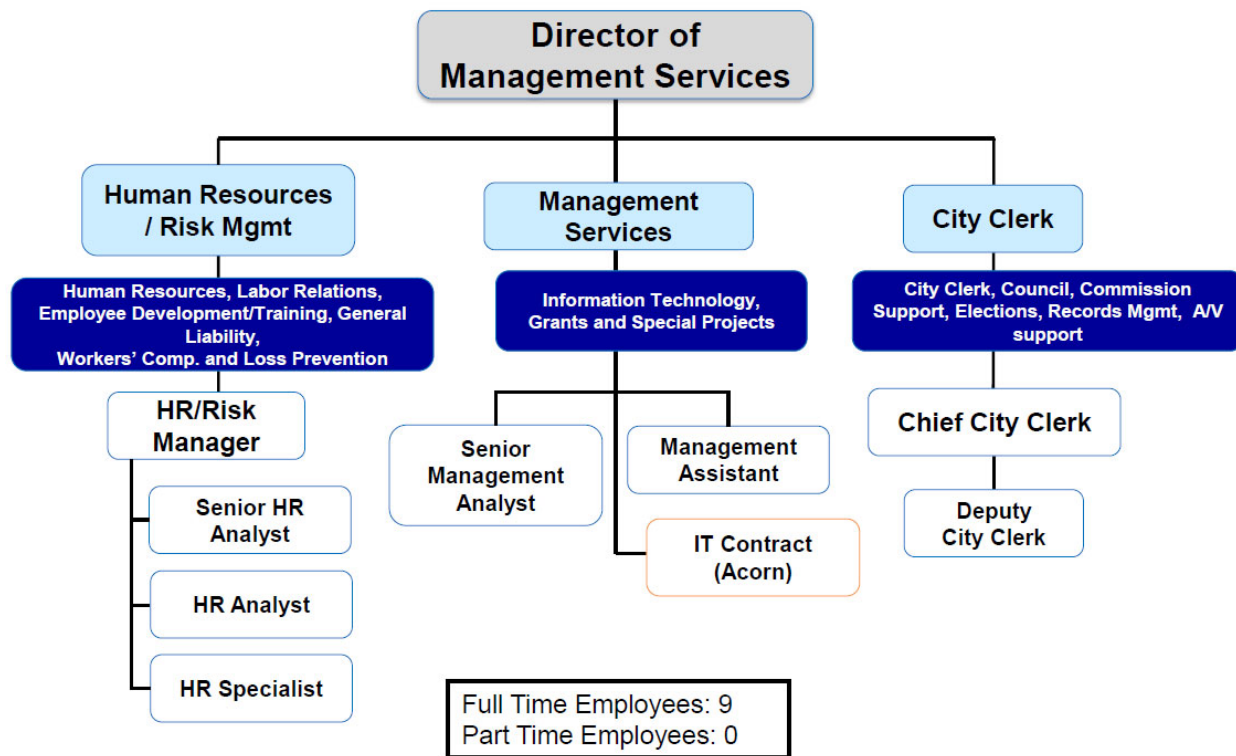 Director of
Management Services
Human Resources
/ Risk Mgmt
Management
Services
City Clerk
Human Resources, Labor Relations,
Employee Development/Training, General
Liability,
Workers’ Comp. and Loss Prevention
Information Technology,
Grants and Special Projects
City Clerk, Council, Commission
Support, Elections, Records Mgmt,  A/V
support
HR/Risk
Manager
Senior HR
Analyst
HR Analyst
HR Specialist
Senior
Management
Analyst
Management
Assistant
IT Contract
(Acorn)
Chief City Clerk
Deputy
City Clerk
Full Time Employees: 9
Part Time Employees: 0